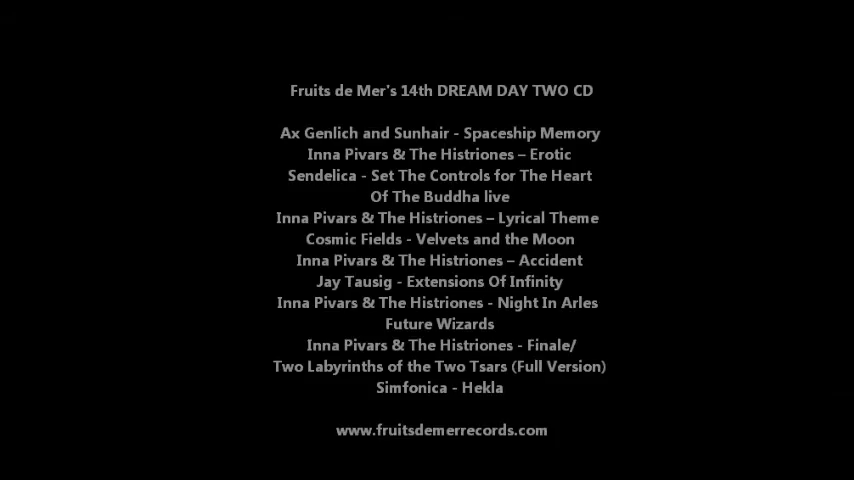 Fruits de Mer's 14th DREAM DAY TWO CD
Ax Genlich and Sunhair - Spaceship Memory
Inna Pivars & The Histriones – Erotic
Sendelica - Set The Controls for The Heart
Of The Buddha live
Inna Pivars & The Histriones – Lyrical Theme
Cosmic Fields - Velvets and the Moon
Inna Pivars & The Histriones – Accident
Jay Tausig - Extensions Of Infinity
Inna Pivars & The Histriones - Night In Arles
Future Wizards
Inna Pivars & The Histriones - Finale/
Two Labyrinths of the Two Tsars (Full Version)
Simfonica - Hekla
www.fruitsdemerrecords.com